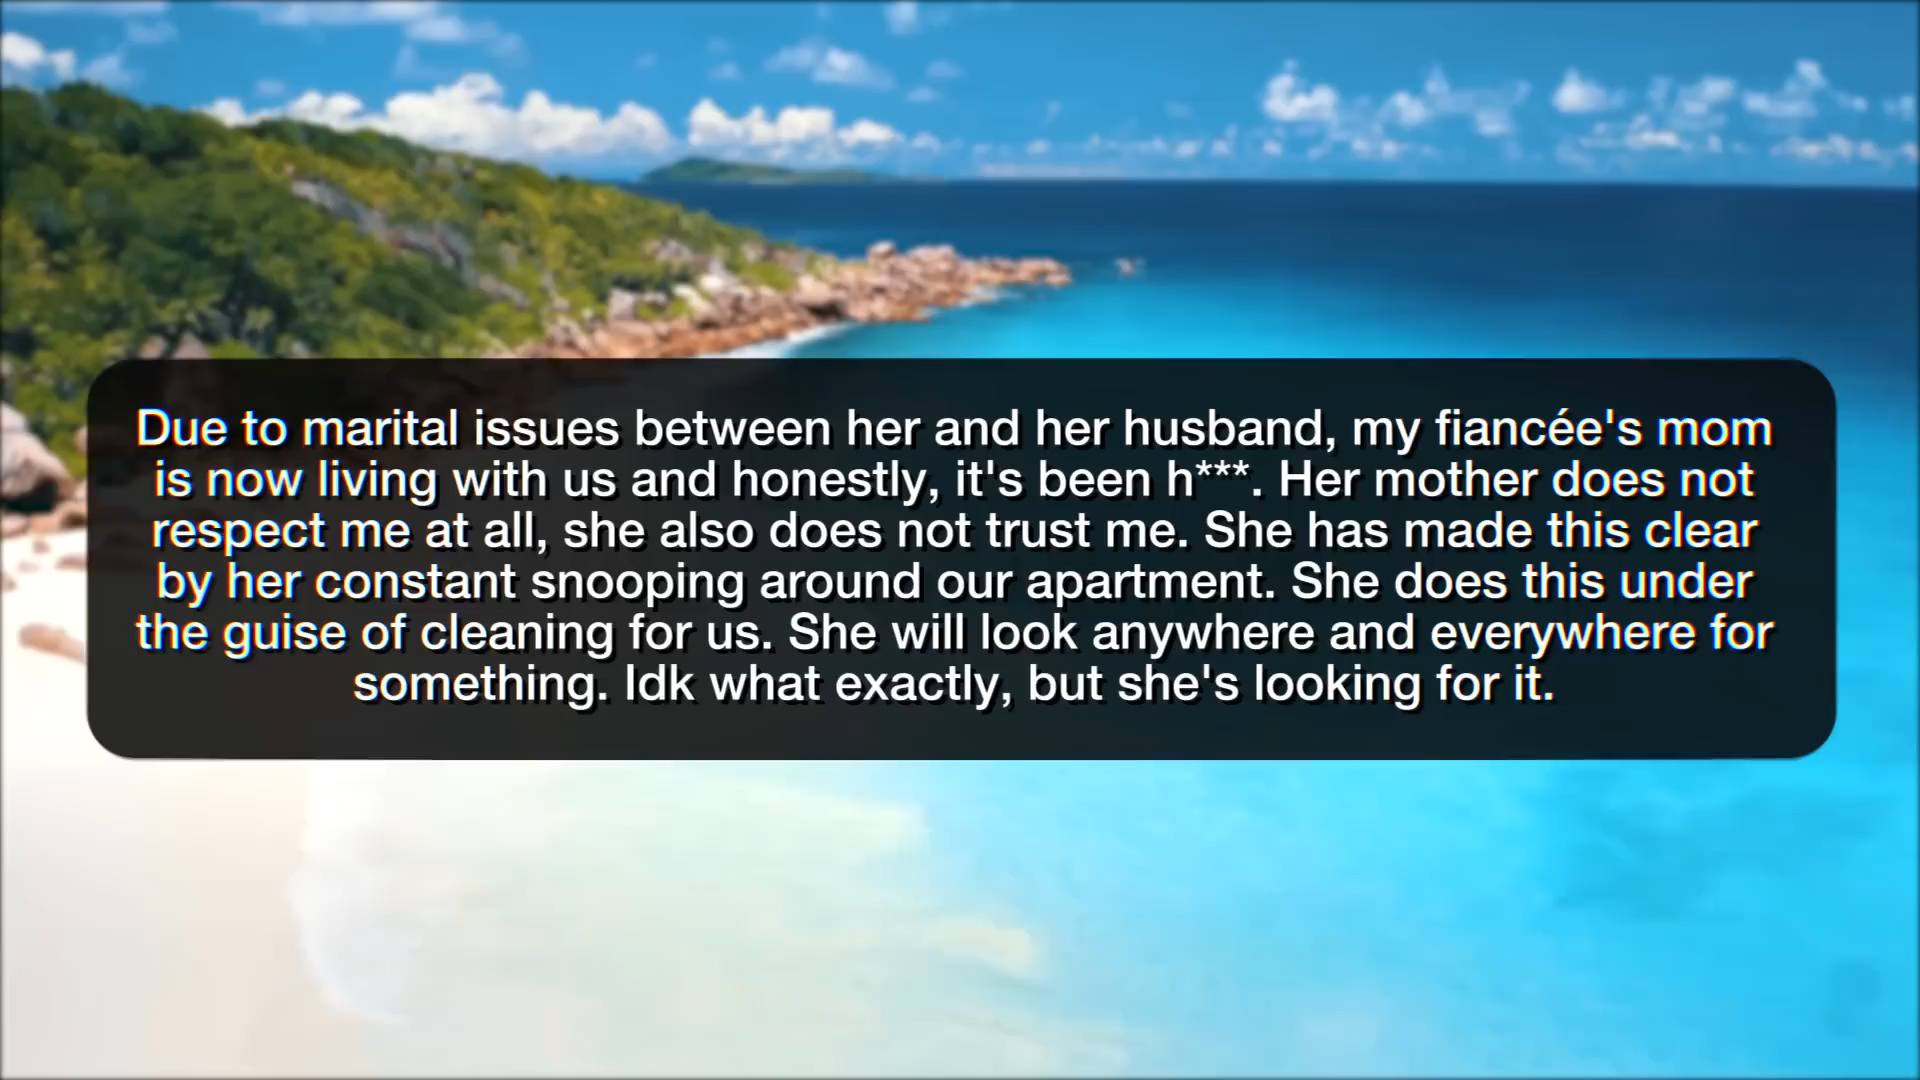 Due to marital issues between her and her husband, my fiancée's mom
is now living with us and honestly, it's been h***. Her mother does not
respect me at all, she also does not trust me. She has made this clear
by her constant snooping around our apartment. She does this under
the guise of cleaning for us. She will look anywhere and everywhere for
something. Idk what exactly, but she's looking for it.